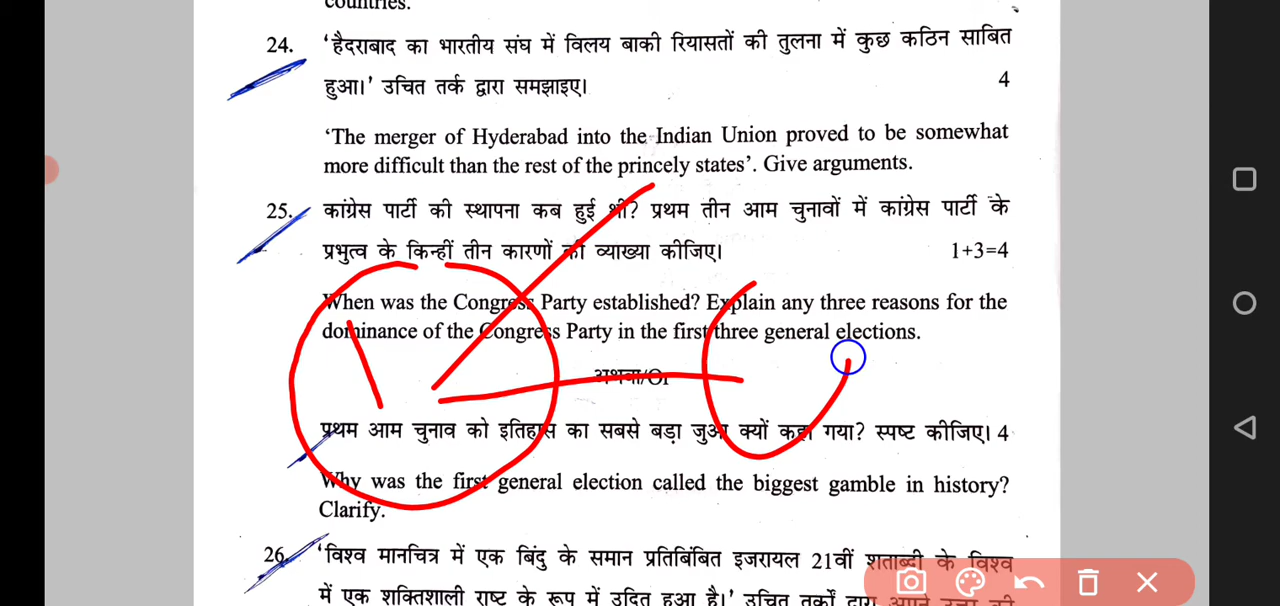 countries.
24. 'हैदराबाद का भारतीय संघ में विलय बाकी रियासतों की तुलना में कुछ कठिन साबित
हुआ।' उचित तर्क द्वारा समझाइए। 4
'The merger of Hyderabad into the Indian Union proved to be somewhat
more difficult than the rest of the princely states'. Give arguments.
25. कांग्रेस पार्टी की स्थापना कब हुई थी? प्रथम तीन आम चुनावों में कांग्रेस पार्टी के
प्रभुत्व के किन्हीं तीन कारणों की व्याख्या कीजिए। 1+3=4
When was the Congress Party established? Explain any three reasons for the
dominance of the Congress Party in the first three general elections.
अथवा/Or
प्रथम आम चुनाव को इतिहास का सबसे बड़ा जुआ क्यों कहा गया? स्पष्ट कीजिए। 4
Why was the first general election called the biggest gamble in history?
Clarify.
26. 'विश्व मानचित्र में एक बिंदु के समान प्रतिबिंबित इजरायल 21वीं शताब्दी के विश्व
में एक शक्तिशाली राष्ट के रूप में उदित हुआ है।' उचित तर्कों द्वारा